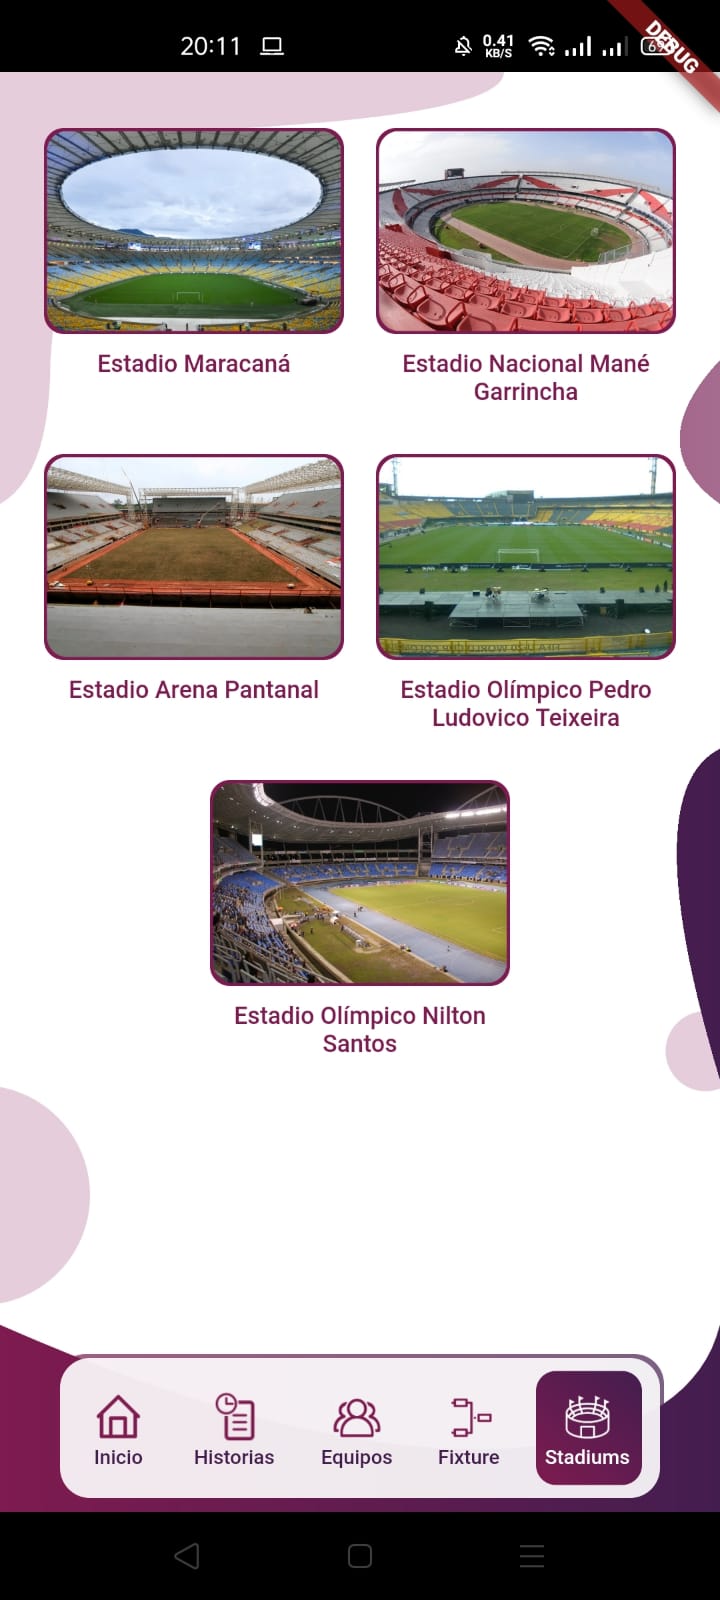 20:11
0.41
KB/S
DEBUG
Estadio Maracaná
Estadio Nacional Mané
Garrincha
Estadio Arena Pantanal
Estadio Olímpico Pedro
Ludovico Teixeira
Estadio Olímpico Nilton
Santos
Inicio
Historias
Equipos
Fixture
Stadiums